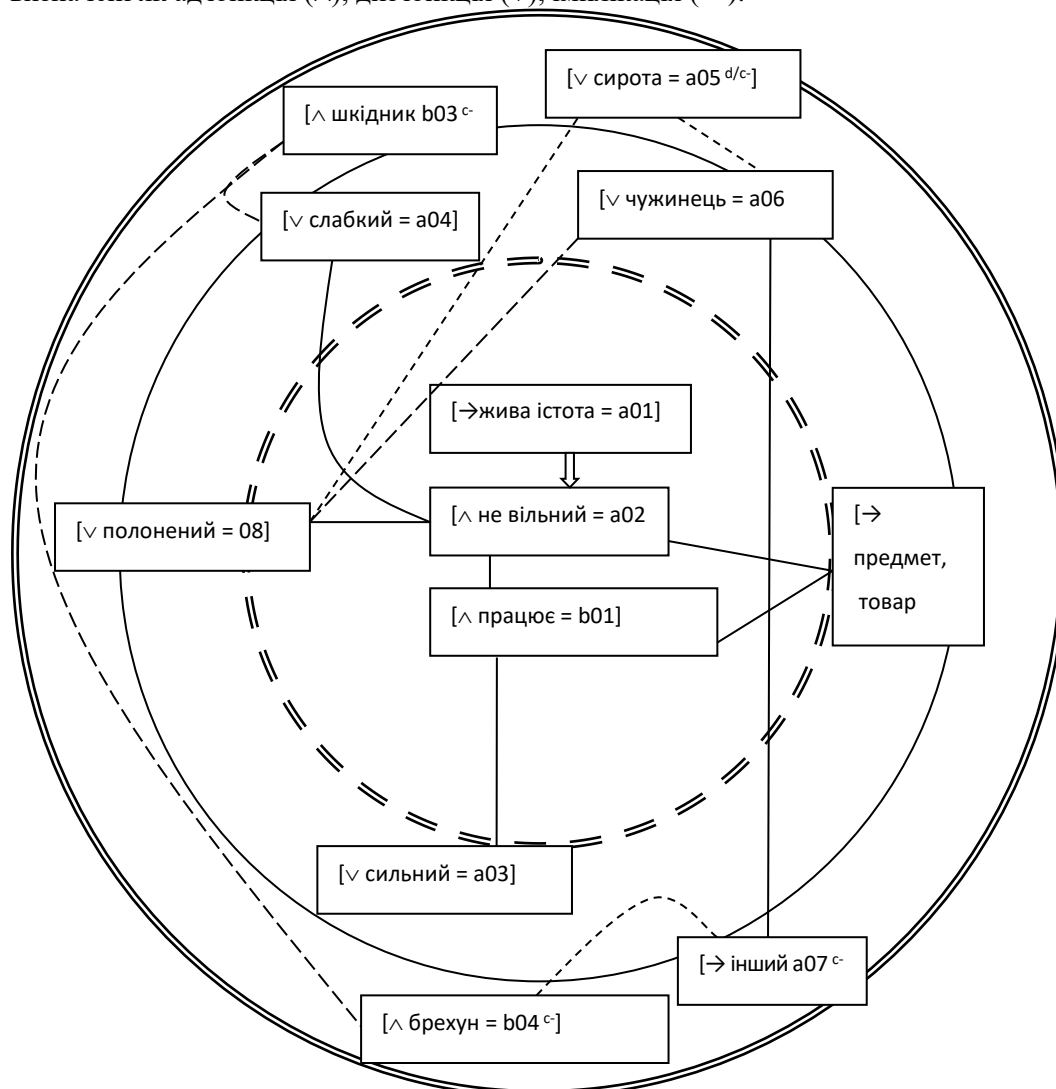 [∨ сирота = a05 d/c-]
[∧ шкідник b03 c-
[∨ чужинець = a06
[∨ слабкий = a04]
[→жива істота = a01]
[∧ не вільний = a02
[→
предмет,
товар
[∨ полонений = 08]
[∧ працює = b01]
[∨ сильний = a03]
[→ інший a07 c-
[∧ брехун = b04 c-]